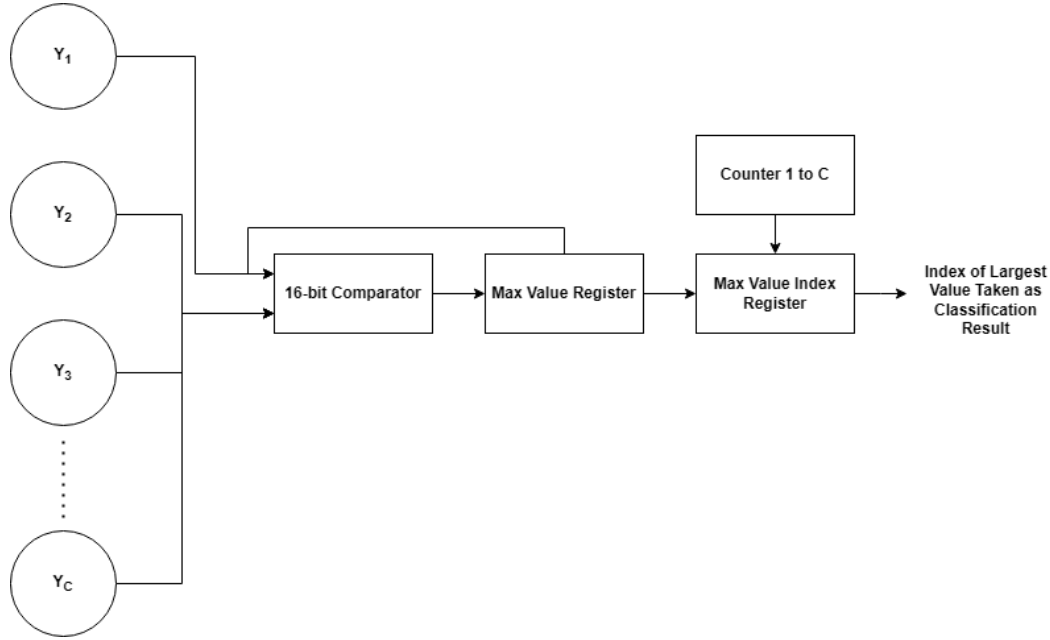 Y₁
Y₂
Y₃
Y_C
16-bit Comparator
Max Value Register
Counter 1 to C
Max Value Index
Register
Index of Largest
Value Taken as
Classification
Result